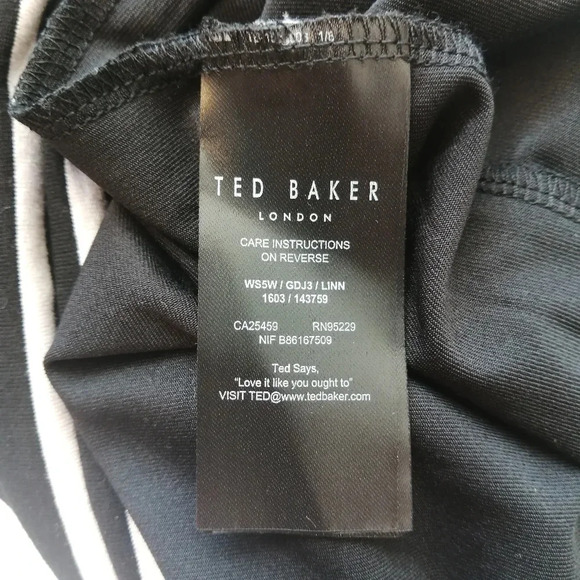 TED BAKER
LONDON
CARE INSTRUCTIONS
ON REVERSE
WS5W / GDJ3 / LINN
1603 / 143759
CA25459 RN95229
NIF B86167509
Ted Says,
"Love it like you ought to"
VISIT TED@www.tedbaker.com